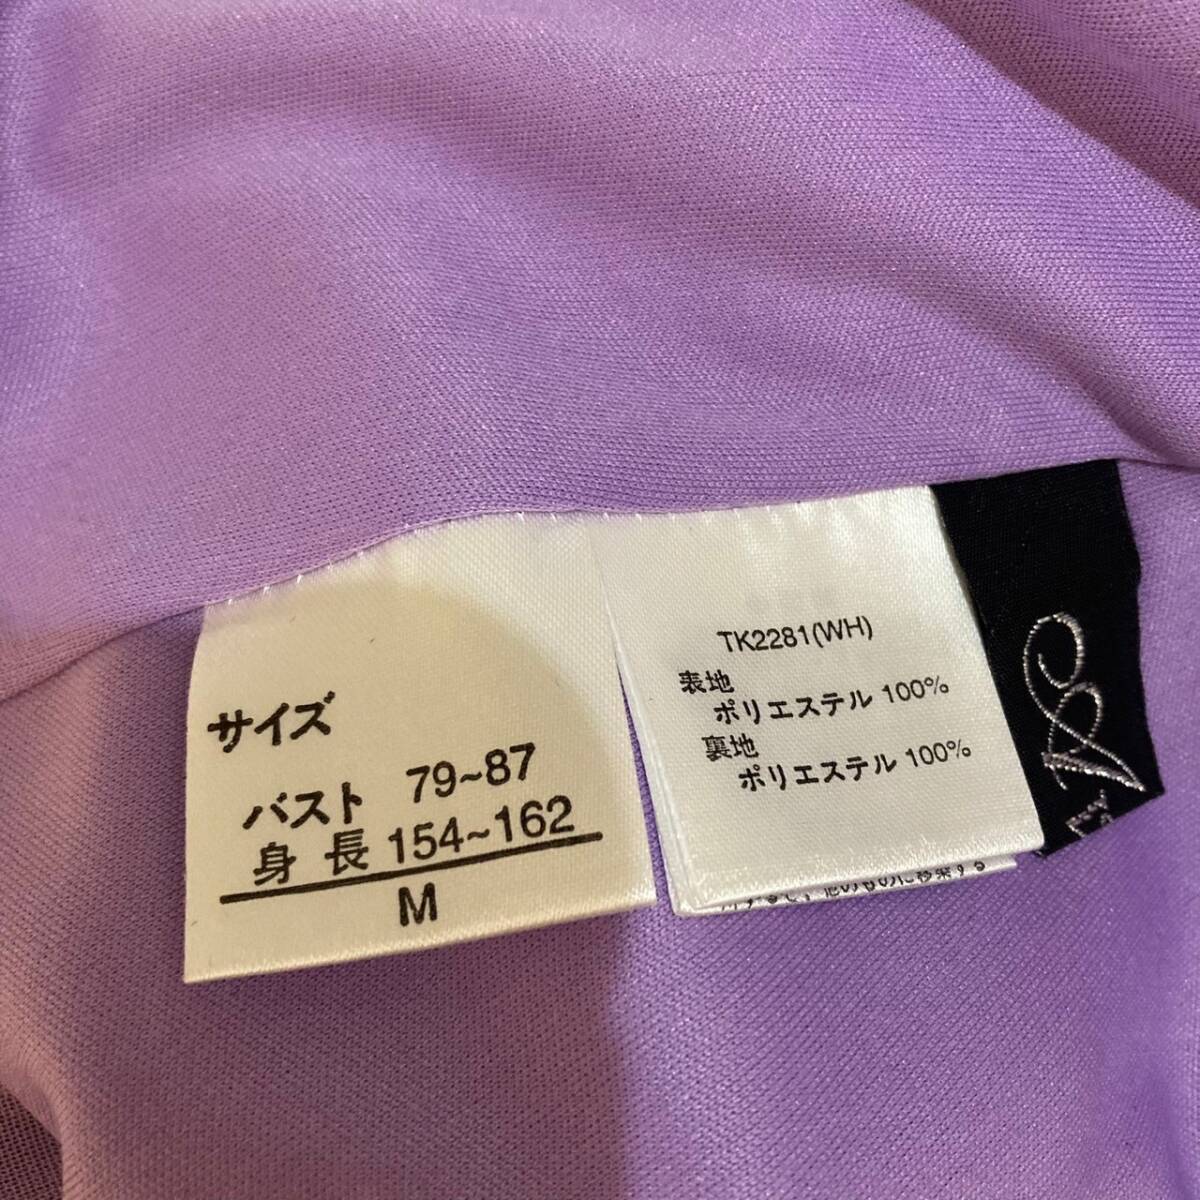 サイズ
バスト 79~87
身長 154~162
M
TK2281(WH)
表地
ポリエステル 100%
裏地
ポリエステル 100%